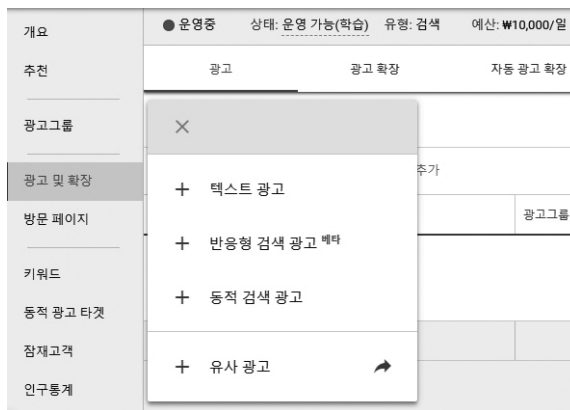 개요
추천
광고그룹
광고 및 확장
방문 페이지
키워드
동적 광고 타겟
잠재고객
인구통계
운영중 상태: 운영 가능(학습) 유형: 검색 예산: ₩10,000/일
광고 광고 확장 자동 광고 확장
추가
광고그룹
텍스트 광고
반응형 검색 광고 베타
동적 검색 광고
유사 광고